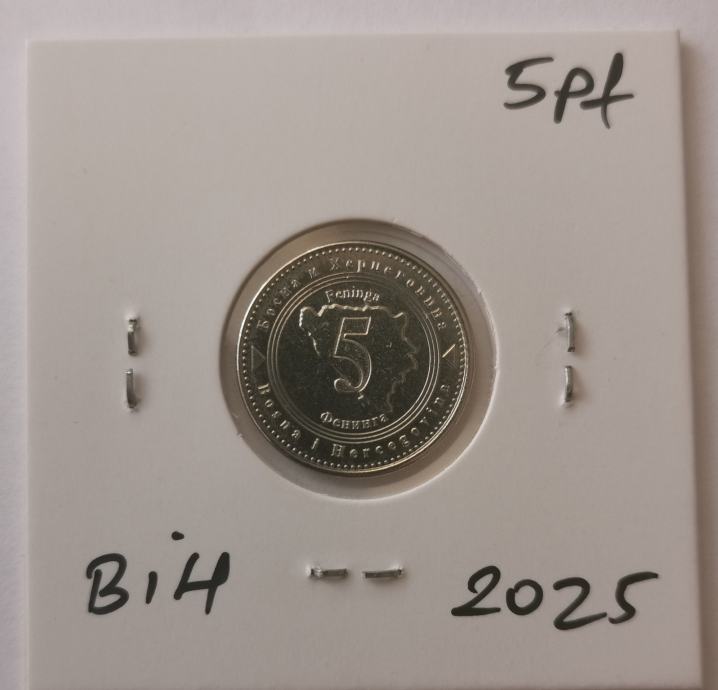 5pf
Босна и Херцеговина
Feninga
5
Фенинга
Bosna i Hercegovina
BiH
2025